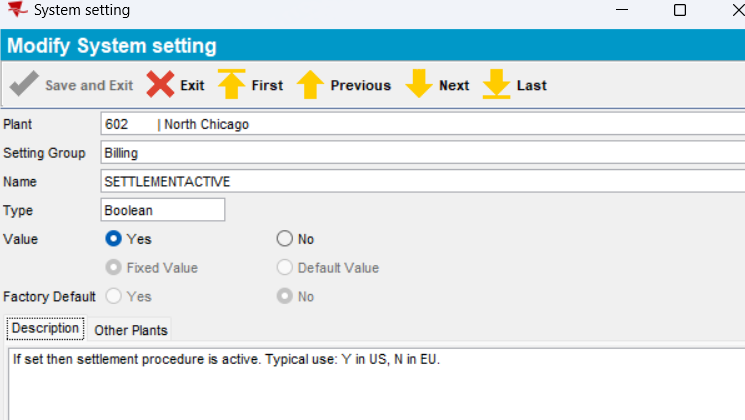 System setting
Modify System setting
Save and Exit Exit First Previous Next Last
Plant 602 | North Chicago
Setting Group Billing
Name SETTLEMENTACTIVE
Type Boolean
Value Yes No
Fixed Value Default Value
Factory Default Yes No
Description Other Plants
If set then settlement procedure is active. Typical use: Y in US, N in EU.